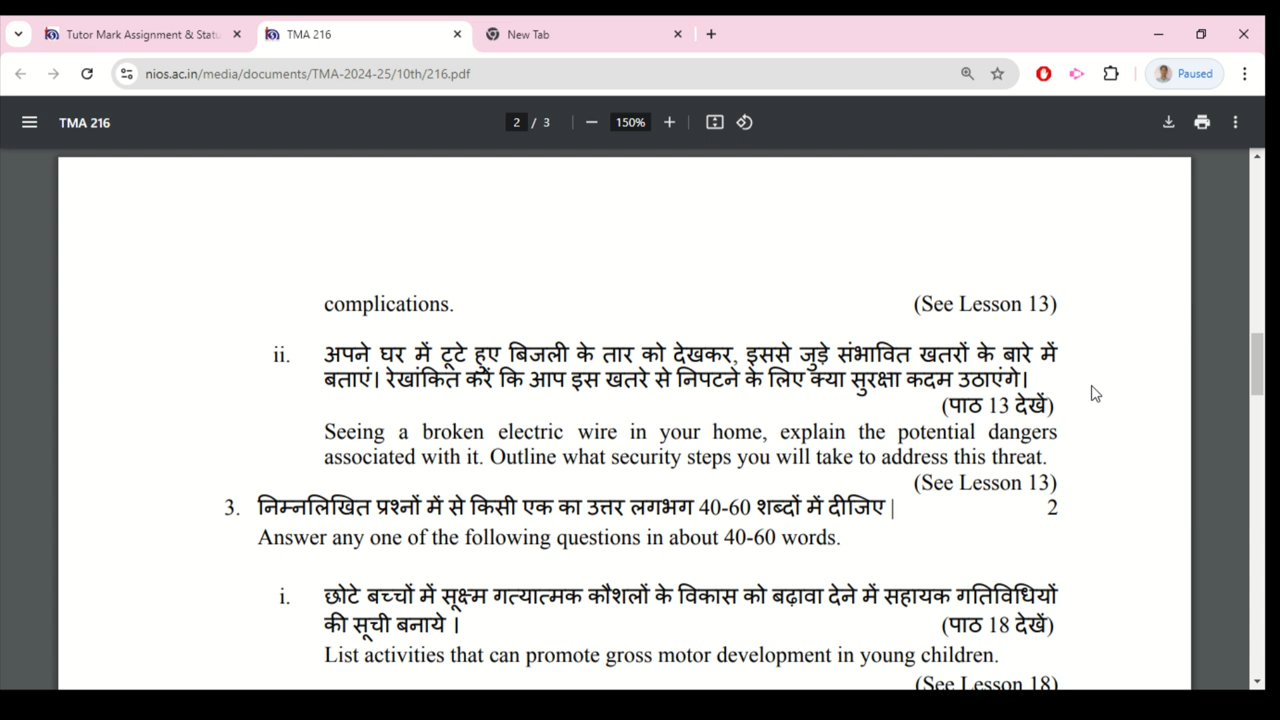 Tutor Mark Assignment & Statu
TMA 216
New Tab
nios.ac.in/media/documents/TMA-2024-25/10th/216.pdf
Paused
TMA 216
2 / 3
150%
complications. (See Lesson 13)
ii. अपने घर में टूटे हुए बिजली के तार को देखकर, इससे जुड़े संभावित खतरों के बारे में
बताएं। रेखांकित करें कि आप इस खतरे से निपटने के लिए क्या सुरक्षा कदम उठाएंगे।
(पाठ 13 देखें)
Seeing a broken electric wire in your home, explain the potential dangers
associated with it. Outline what security steps you will take to address this threat.
(See Lesson 13)
3. निम्नलिखित प्रश्नों में से किसी एक का उत्तर लगभग 40-60 शब्दों में दीजिए | 2
Answer any one of the following questions in about 40-60 words.
i. छोटे बच्चों में सूक्ष्म गत्यात्मक कौशलों के विकास को बढ़ावा देने में सहायक गतिविधियों
की सूची बनाये । (पाठ 18 देखें)
List activities that can promote gross motor development in young children.
(See Lesson 18)